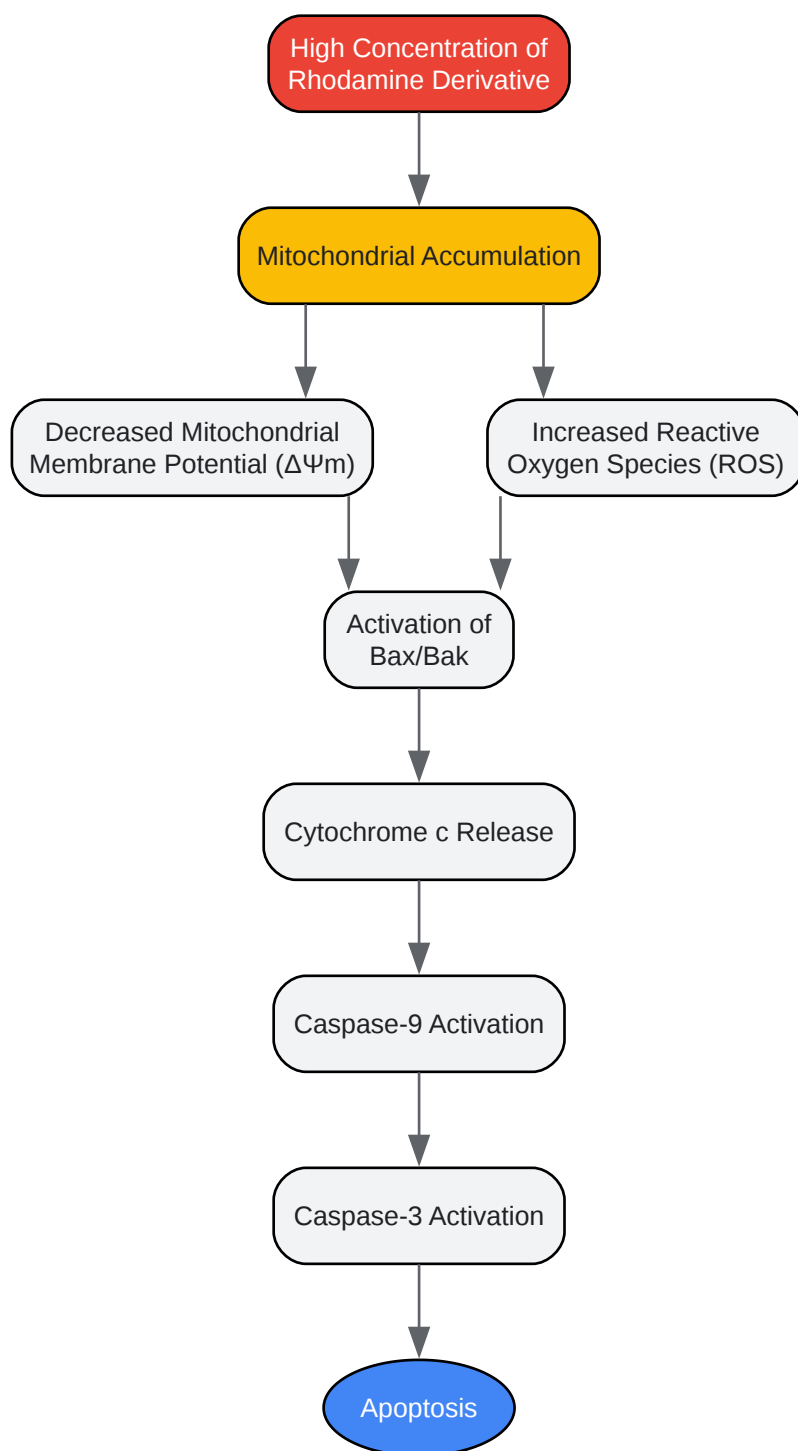 High Concentration of
Rhodamine Derivative
Mitochondrial Accumulation
Decreased Mitochondrial
Membrane Potential (ΔΨm)
Increased Reactive
Oxygen Species (ROS)
Activation of
Bax/Bak
Cytochrome c Release
Caspase-9 Activation
Caspase-3 Activation
Apoptosis